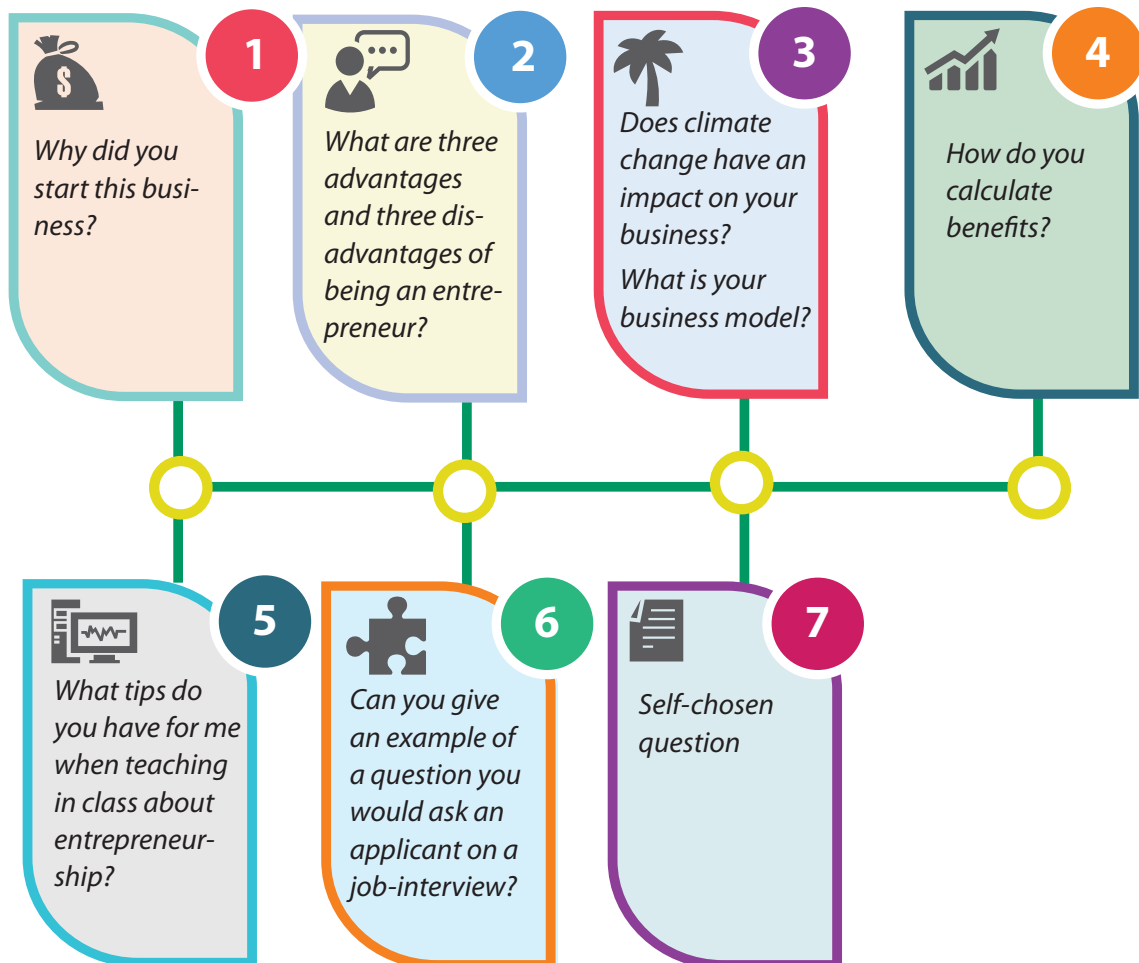 1
Why did you
start this busi-
ness?
2
What are three
advantages
and three dis-
advantages of
being an entre-
preneur?
3
Does climate
change have an
impact on your
business?
What is your
business model?
4
How do you
calculate
benefits?
5
What tips do
you have for me
when teaching
in class about
entrepreneur-
ship?
6
Can you give
an example of
a question you
would ask an
applicant on a
job-interview?
7
Self-chosen
question